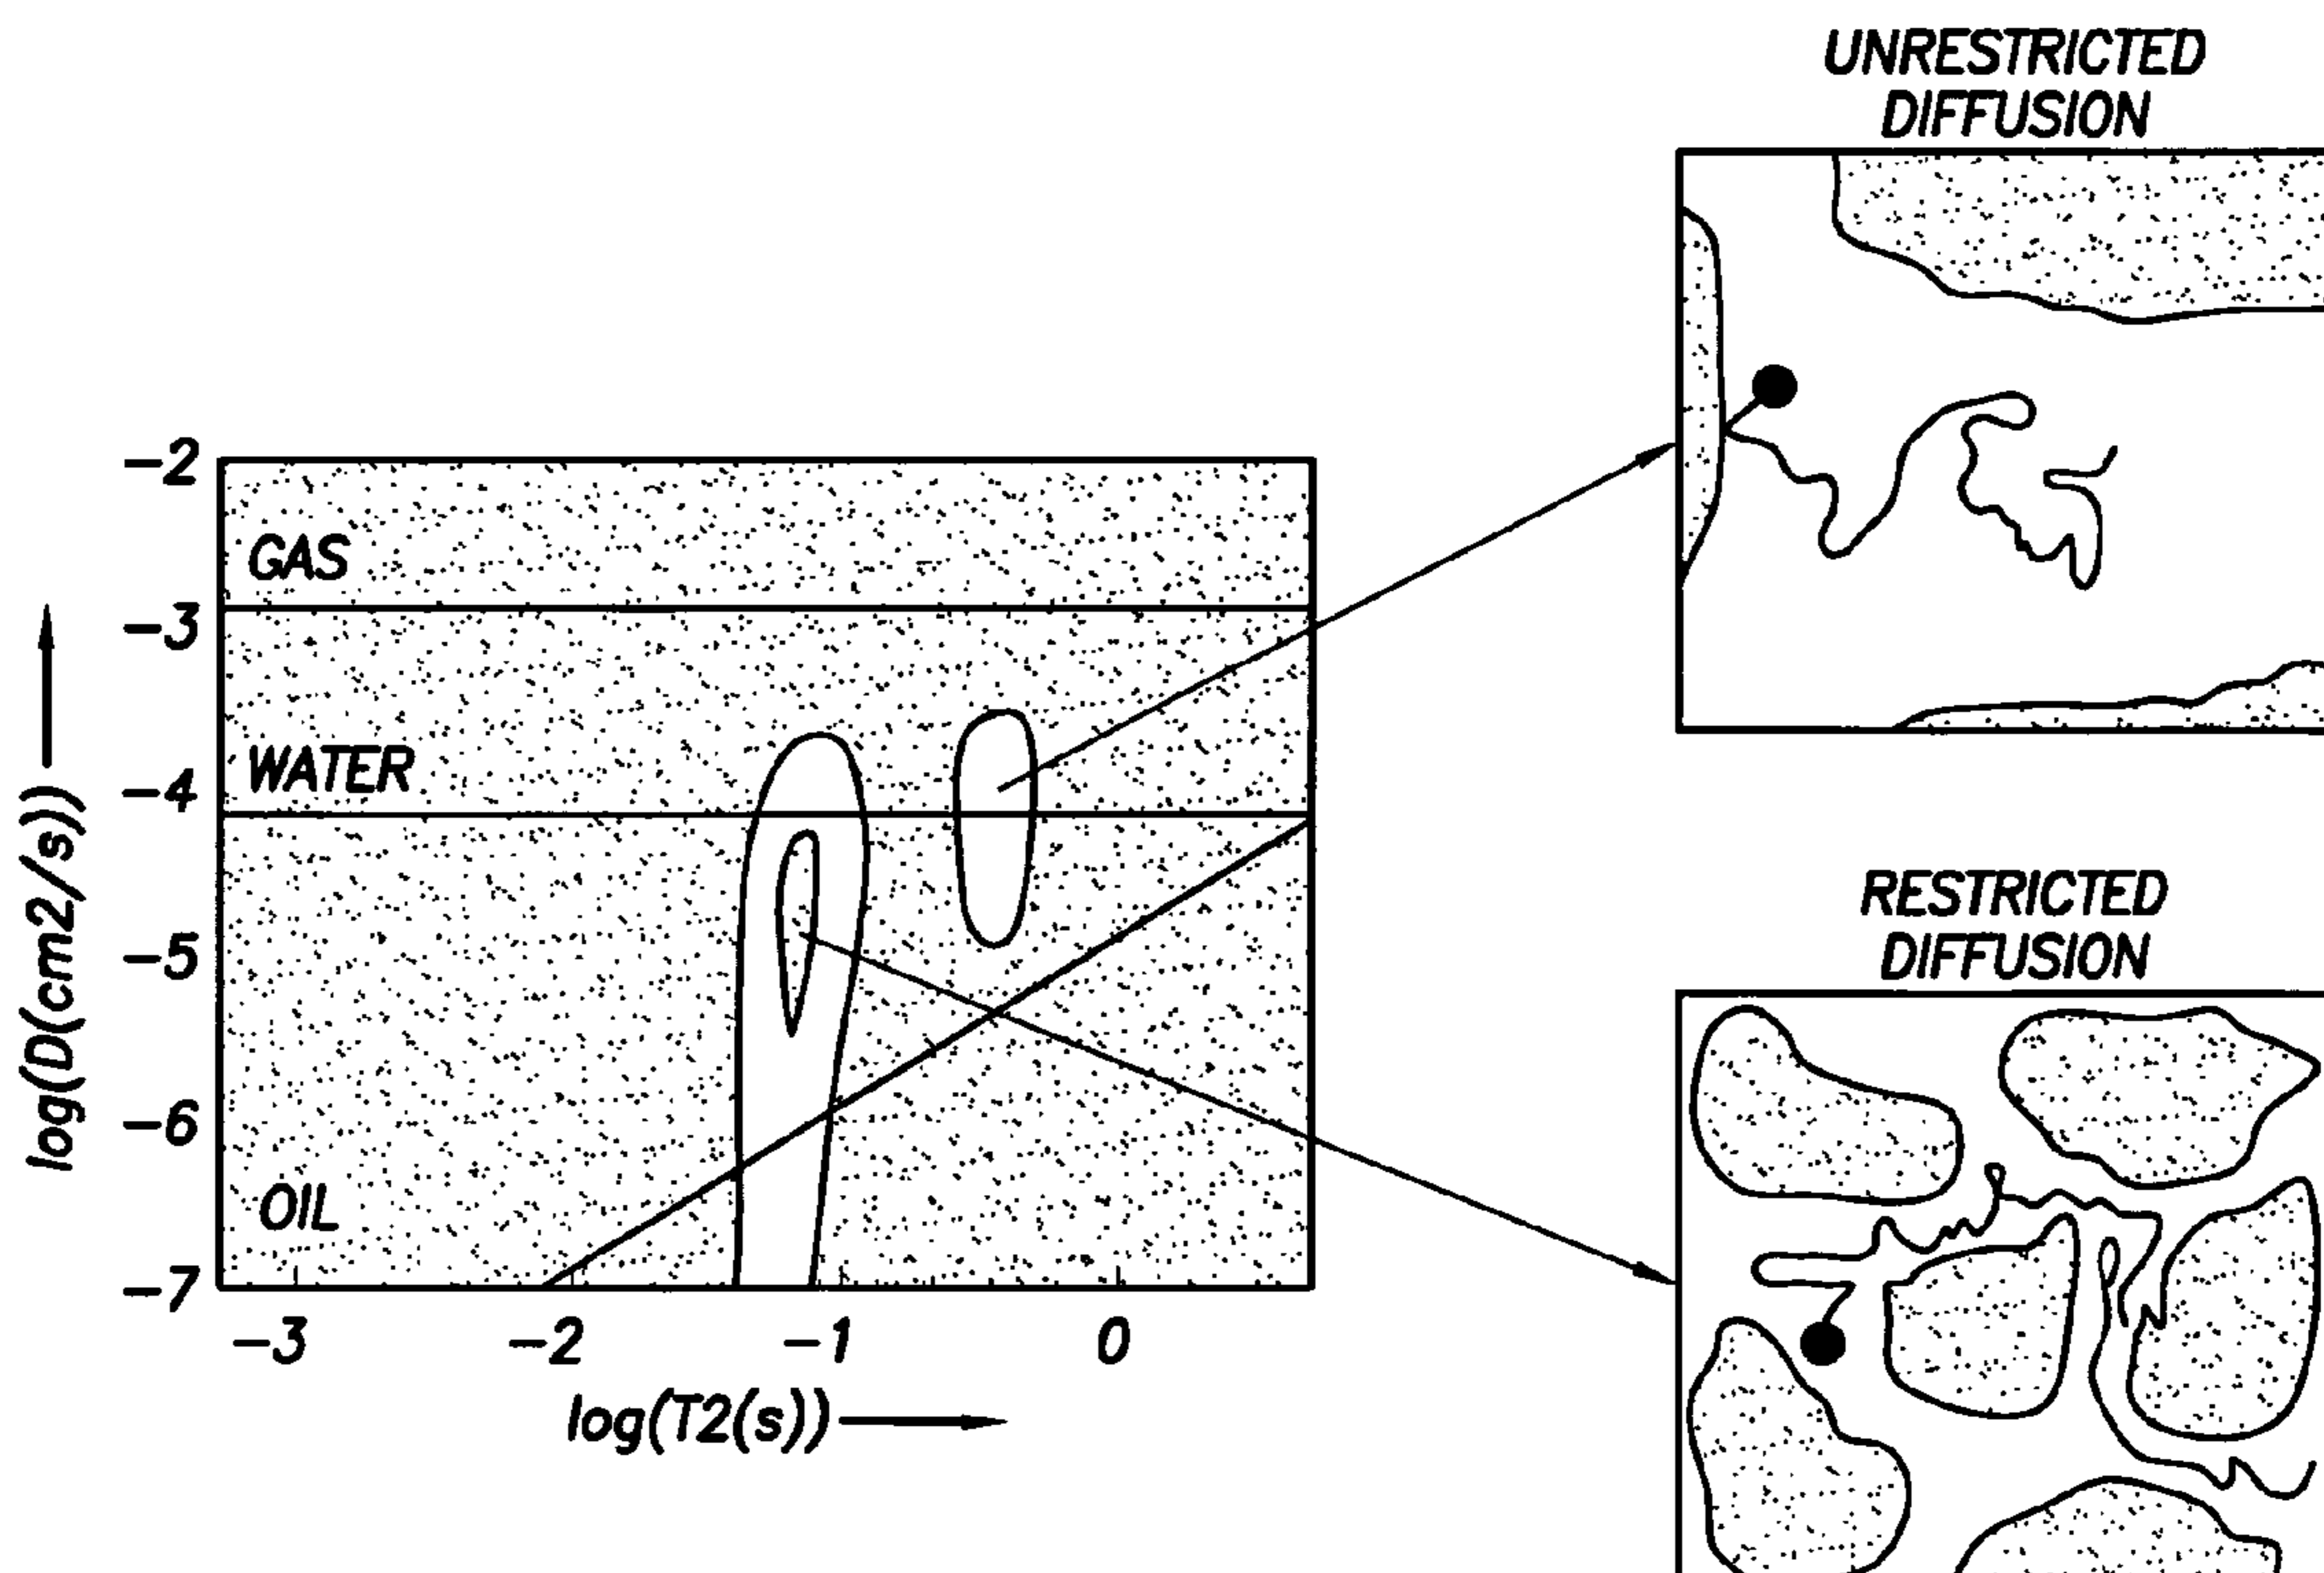 UNRESTRICTED
DIFFUSION
-2
GAS
-3
WATER
-4
-5
-6
OIL
-7
log(D(cm2/s))
-3 -2 -1 0
log(T2(s))
RESTRICTED
DIFFUSION